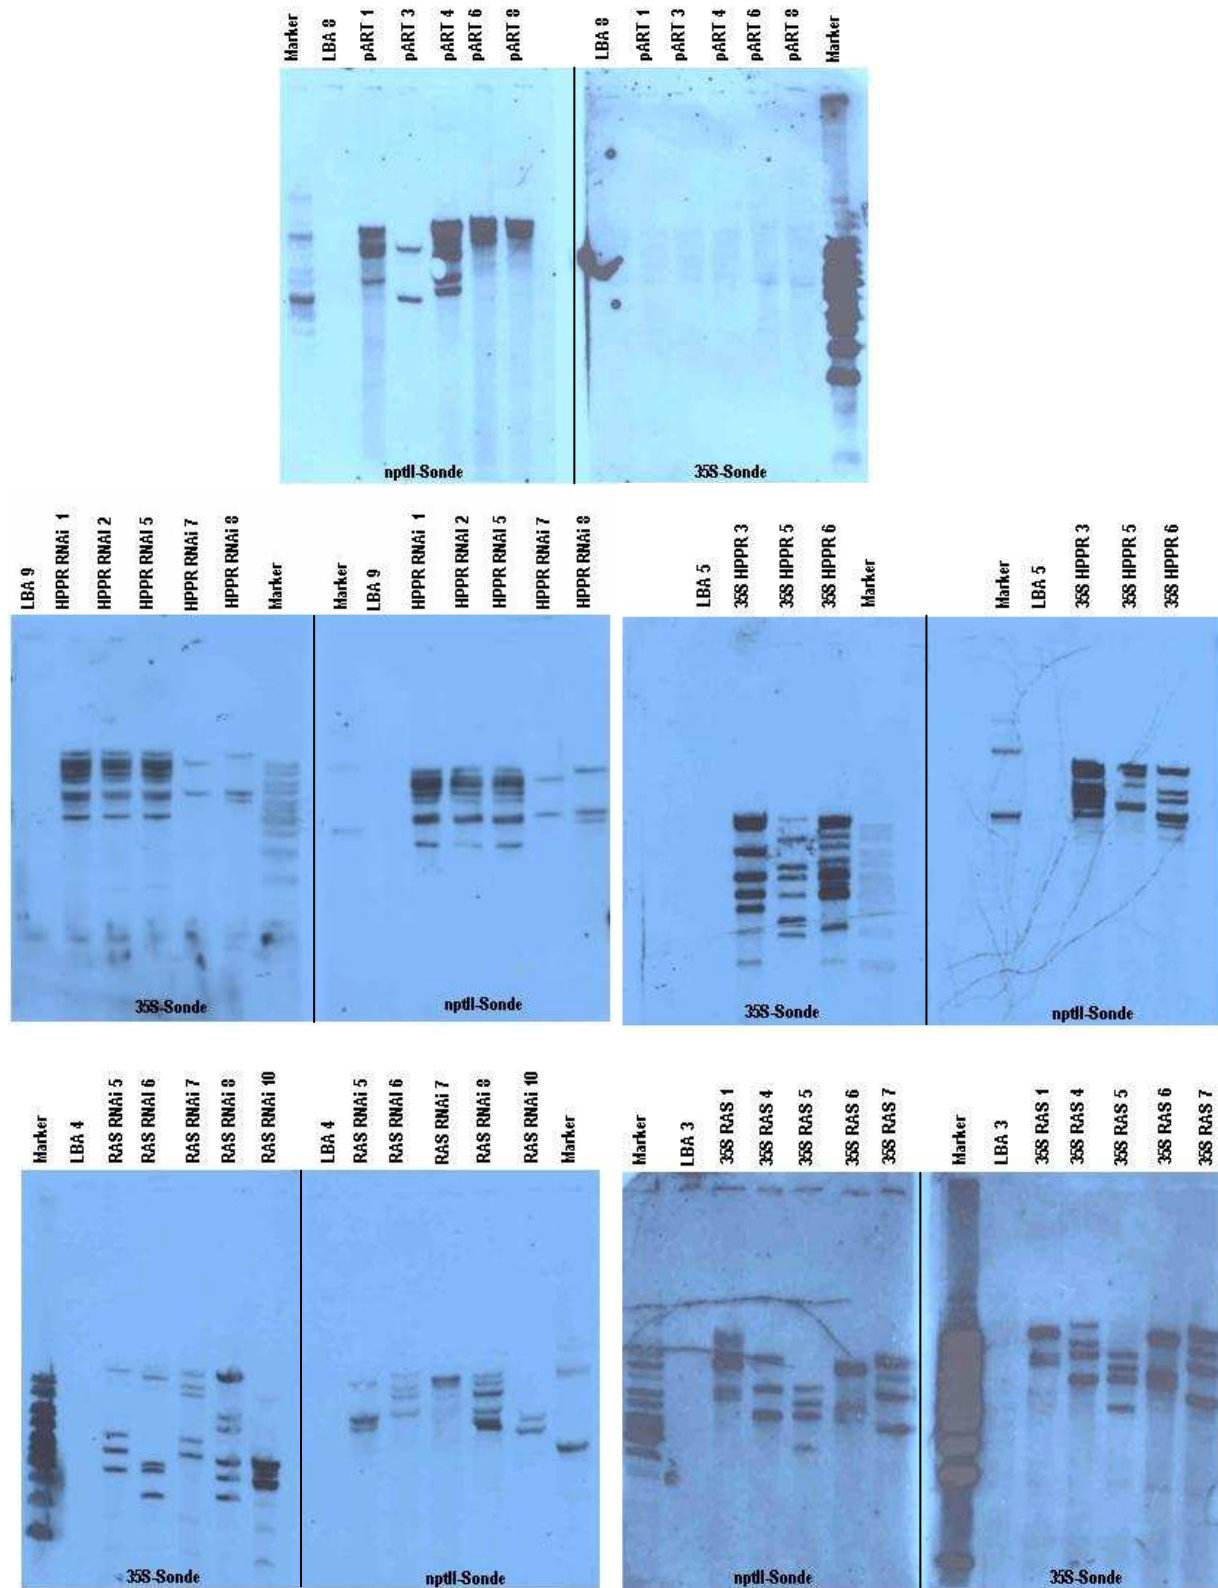 Marker LBA 8 pART 1 pART 3 pART 4 pART 6 pART 8 LBA 8 pART 1 pART 3 pART 4 pART 6 pART 8 Marker
nptII-Sonde 35S-Sonde
LBA 9 HPPR RNAi 1 HPPR RNAi 2 HPPR RNAi 5 HPPR RNAi 7 HPPR RNAi 8 Marker Marker LBA 9 HPPR RNAi 1 HPPR RNAi 2 HPPR RNAi 5 HPPR RNAi 7 HPPR RNAi 8
LBA 5 35S HPPR 3 35S HPPR 5 35S HPPR 6 Marker Marker LBA 5 35S HPPR 3 35S HPPR 5 35S HPPR 6
35S-Sonde nptII-Sonde
35S-Sonde nptII-Sonde
Marker LBA 4 RAS RNAi 5 RAS RNAi 6 RAS RNAi 7 RAS RNAi 8 RAS RNAi 10 LBA 4 RAS RNAi 5 RAS RNAi 6 RAS RNAi 7 RAS RNAi 8 RAS RNAi 10 Marker
Marker LBA 3 35S RAS 1 35S RAS 4 35S RAS 5 35S RAS 6 35S RAS 7 Marker LBA 3 35S RAS 1 35S RAS 4 35S RAS 5 35S RAS 6 35S RAS 7
35S-Sonde nptII-Sonde
nptII-Sonde 35S-Sonde